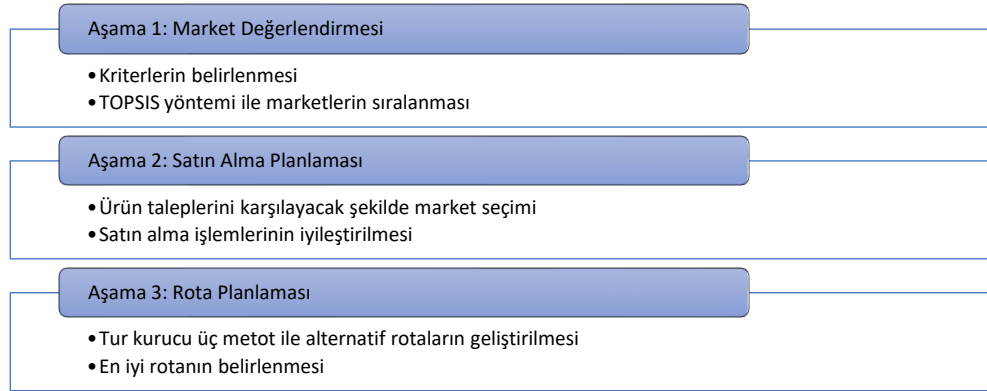 Aşama 1: Market Değerlendirmesi
•Kriterlerin belirlenmesi
•TOPSIS yöntemi ile marketlerin sıralanması
Aşama 2: Satın Alma Planlaması
•Ürün taleplerini karşılayacak şekilde market seçimi
•Satın alma işlemlerinin iyileştirilmesi
Aşama 3: Rota Planlaması
•Tur kurucu üç metot ile alternatif rotaların geliştirilmesi
•En iyi rotanın belirlenmesi